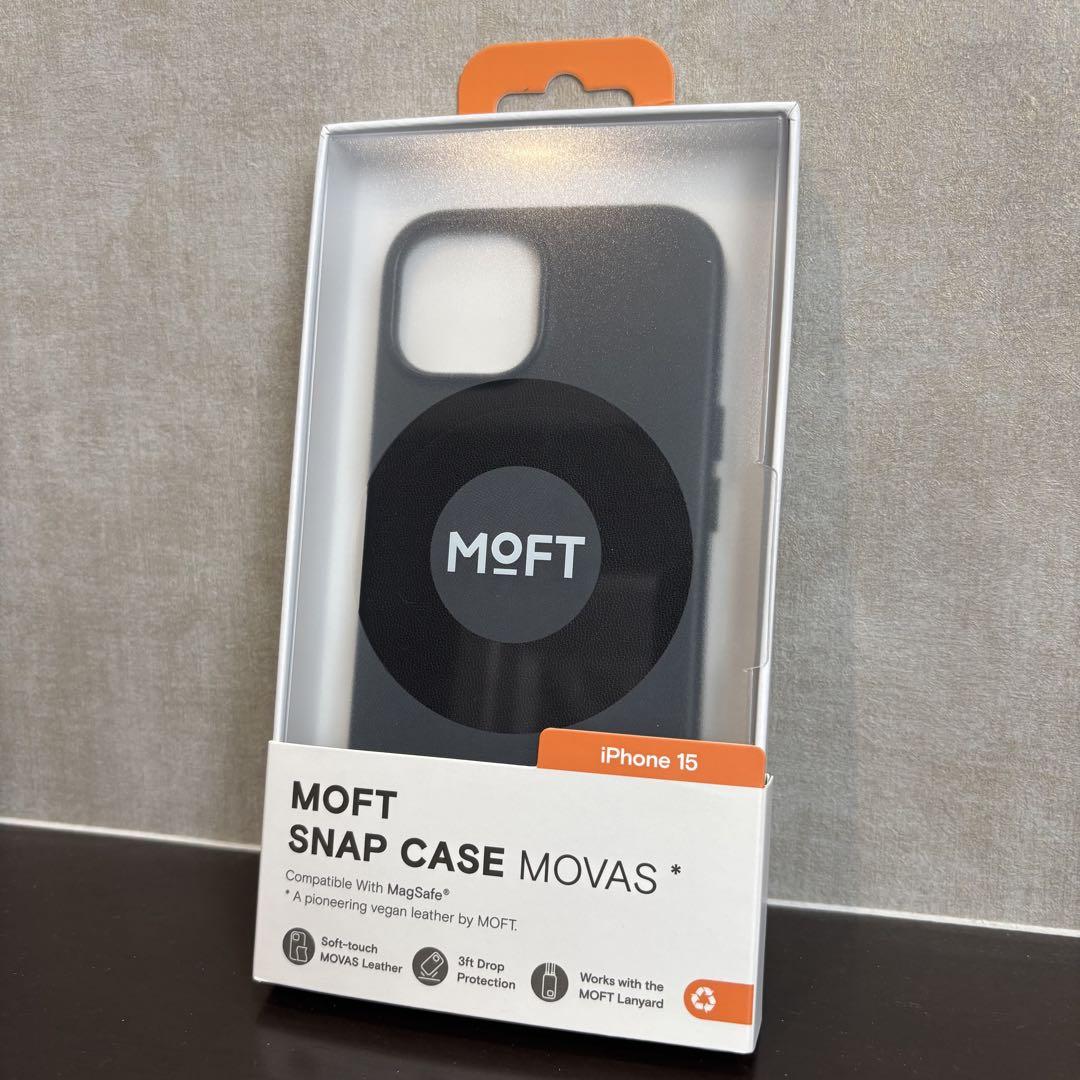 MOFT
iPhone 15
MOFT
SNAP CASE MOVAS *
Compatible With MagSafe®
* A pioneering vegan leather by MOFT.
Soft-touch
MOVAS Leather
3ft Drop
Protection
Works with the
MOFT Lanyard